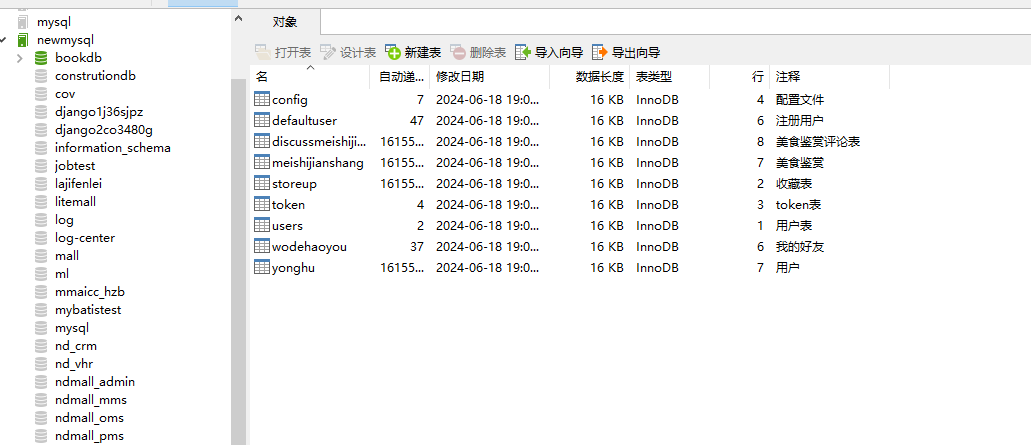 mysql
newmysql
bookdb
construtiondb
cov
django1j36sjpz
django2co3480g
information_schema
jobtest
lajifenlei
litemall
log
log-center
mall
ml
mmaicc_hzb
mybatistest
mysql
nd_crm
nd_vhr
ndmall_admin
ndmall_mms
ndmall_oms
ndmall_pms
对象
打开表 设计表 新建表 删除表 导入向导 导出向导
名 自动递... 修改日期 数据长度 表类型 行 注释
config 7 2024-06-18 19:0... 16 KB InnoDB 4 配置文件
defaultuser 47 2024-06-18 19:0... 16 KB InnoDB 6 注册用户
discussmeishiji... 16155... 2024-06-18 19:0... 16 KB InnoDB 8 美食鉴赏评论表
meishijianshang 16155... 2024-06-18 19:0... 16 KB InnoDB 7 美食鉴赏
storeup 16155... 2024-06-18 19:0... 16 KB InnoDB 2 收藏表
token 4 2024-06-18 19:0... 16 KB InnoDB 3 token表
users 2 2024-06-18 19:0... 16 KB InnoDB 1 用户表
wodehaoyou 37 2024-06-18 19:0... 16 KB InnoDB 6 我的好友
yonghu 16155... 2024-06-18 19:0... 16 KB InnoDB 7 用户